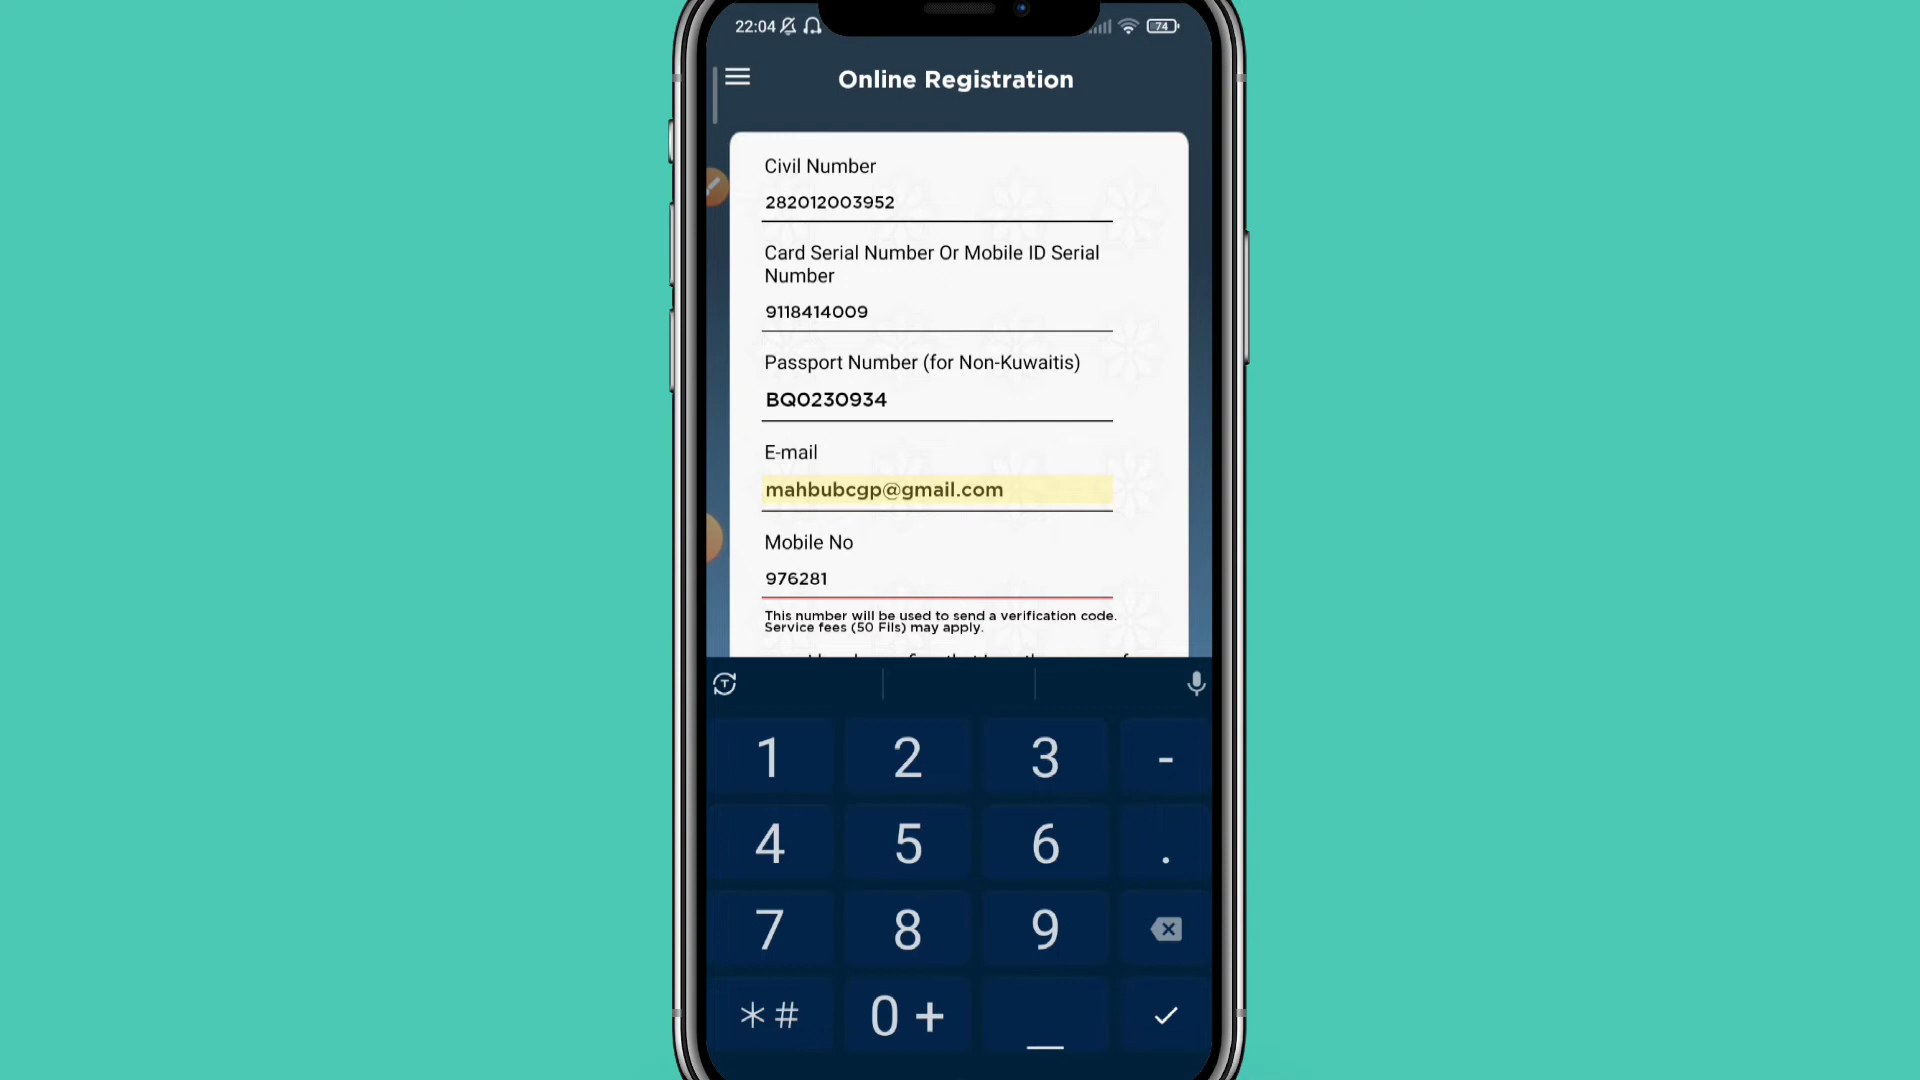 22:04 74
Online Registration
Civil Number
282012003952
Card Serial Number Or Mobile ID Serial
Number
9118414009
Passport Number (for Non-Kuwaitis)
BQ0230934
E-mail
mahbubcgp@gmail.com
Mobile No
976281
This number will be used to send a verification code.
Service fees (50 Fils) may apply.
1 2 3 -
4 5 6 .
7 8 9
*# 0 + _